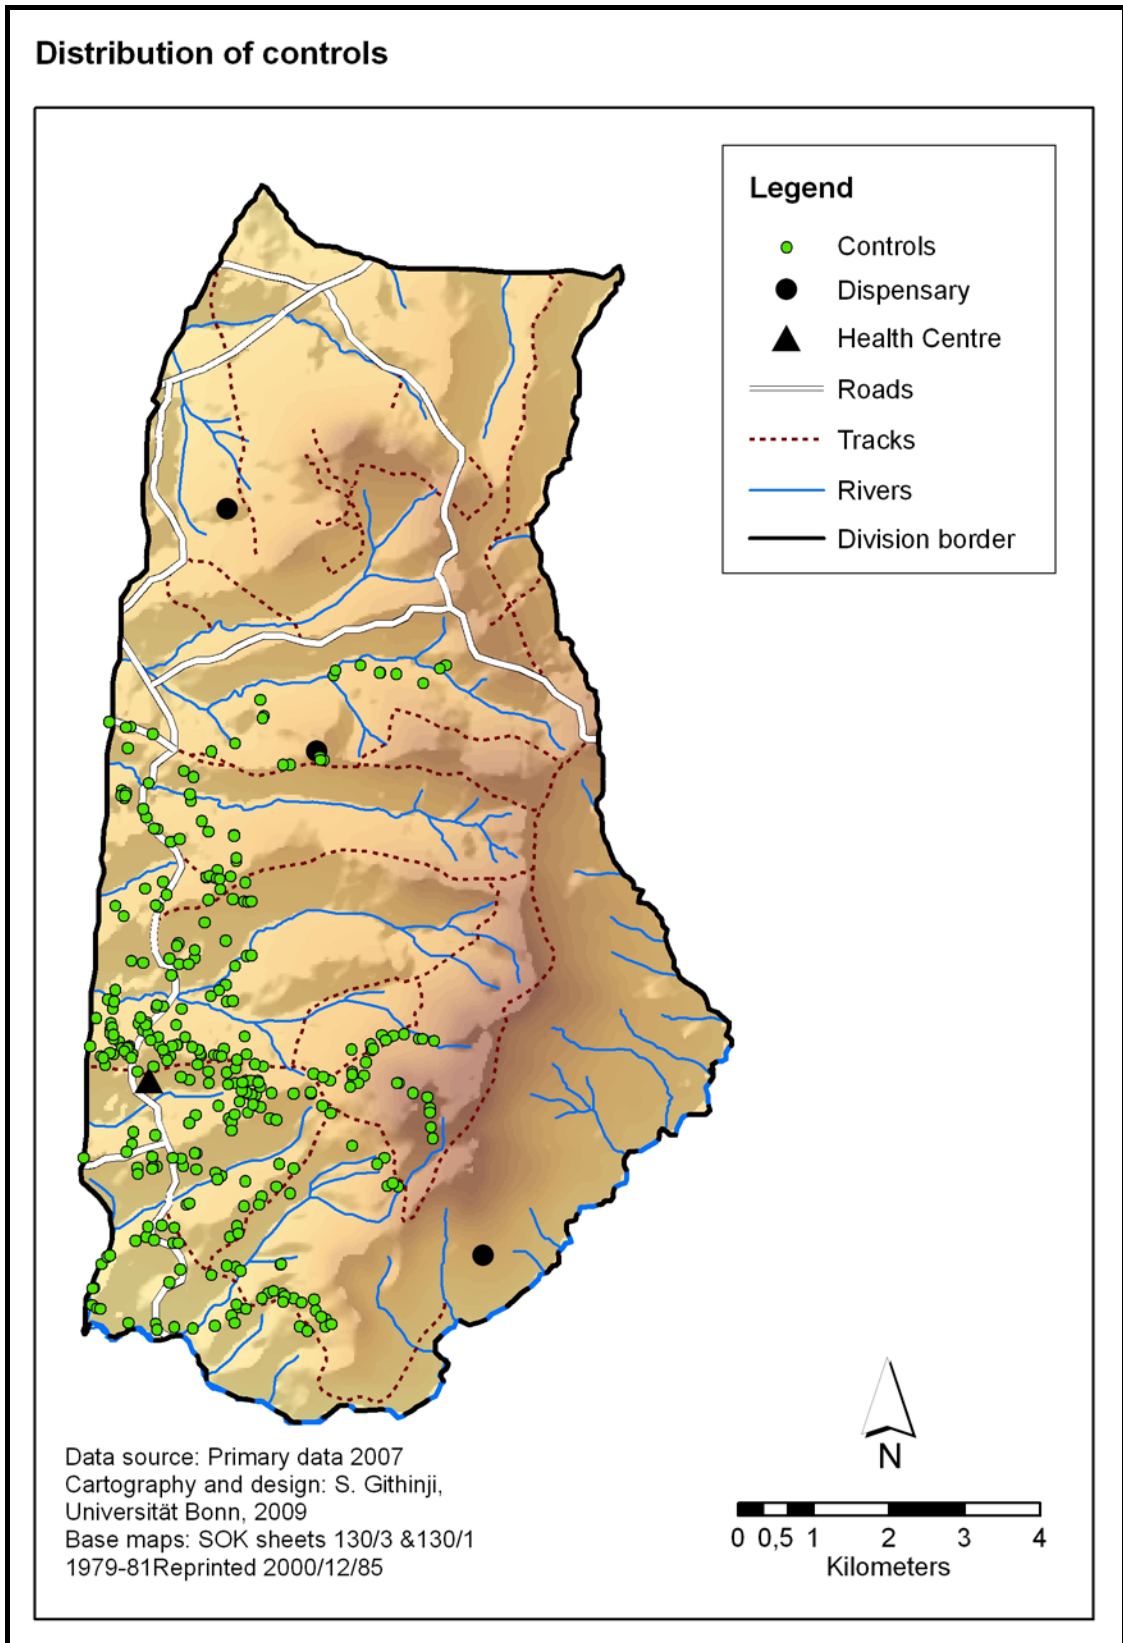 Distribution of controls
Legend
Controls
Dispensary
Health Centre
Roads
Tracks
Rivers
Division border
Data source: Primary data 2007
Cartography and design: S. Githinji,
Universität Bonn, 2009
Base maps: SOK sheets 130/3 &130/1
1979-81Reprinted 2000/12/85
N
0 0,5 1 2 3 4
Kilometers